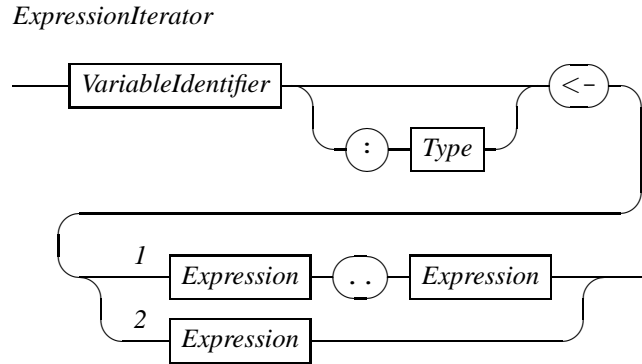 ExpressionIterator
VariableIdentifier <-
: Type
1 Expression .. Expression
2 Expression